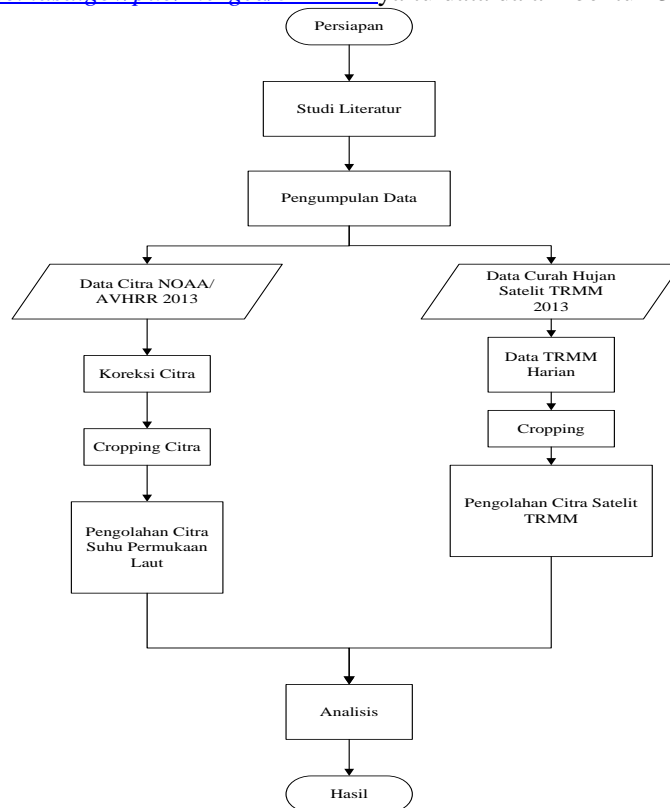 Persiapan
Studi Literatur
Pengumpulan Data
Data Citra NOAA/
AVHRR 2013
Koreksi Citra
Cropping Citra
Pengolahan Citra
Suhu Permukaan
Laut
Data Curah Hujan
Satelit TRMM
2013
Data TRMM
Harian
Cropping
Pengolahan Citra Satelit
TRMM
Analisis
Hasil